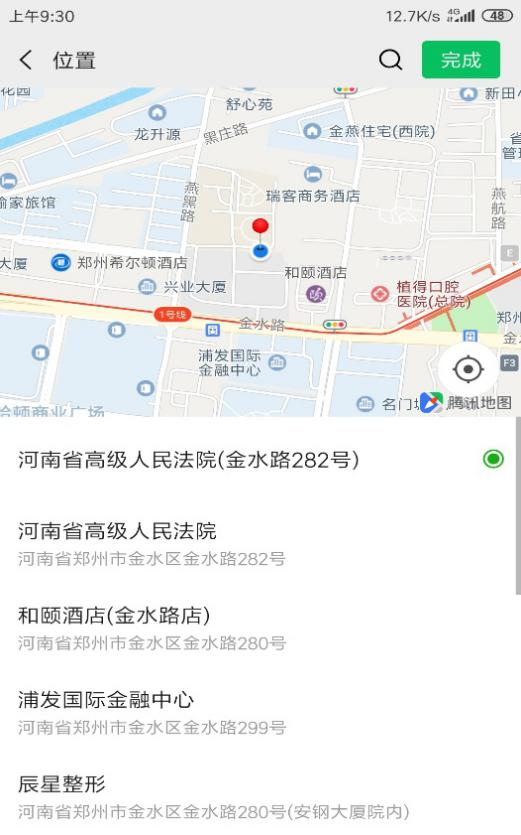 上午9:30
12.7K/s 4G 48
位置
完成
花园
舒心苑
新田
龙升源
黑庄路
金燕住宅(西院)
省
管理
瑞客商务酒店
燕黑路
燕航路
喻家旅馆
大厦
郑州希尔顿酒店
和颐酒店
E
兴业大厦
植得口腔
医院(总院)
1号线
金水路
郑州
金
浦发国际
金融中心
F3
哈顿商业广场
名门
腾讯地图
河南省高级人民法院(金水路282号)
河南省高级人民法院
河南省郑州市金水区金水路282号
和颐酒店(金水路店)
河南省郑州市金水区金水路280号
浦发国际金融中心
河南省郑州市金水区金水路299号
辰星整形
河南省郑州市金水区金水路280号(安钢大厦院内)